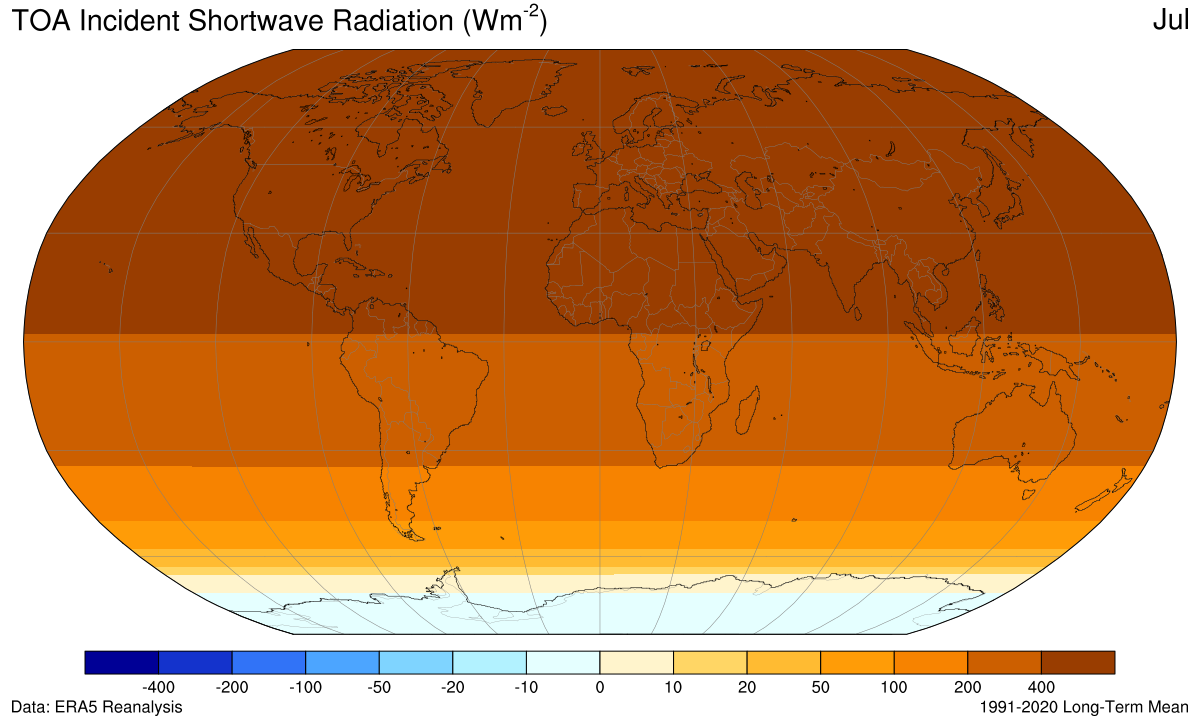 TOA Incident Shortwave Radiation (Wm⁻²) Jul
-400 -200 -100 -50 -20 -10 0 10 20 50 100 200 400
Data: ERA5 Reanalysis 1991-2020 Long-Term Mean